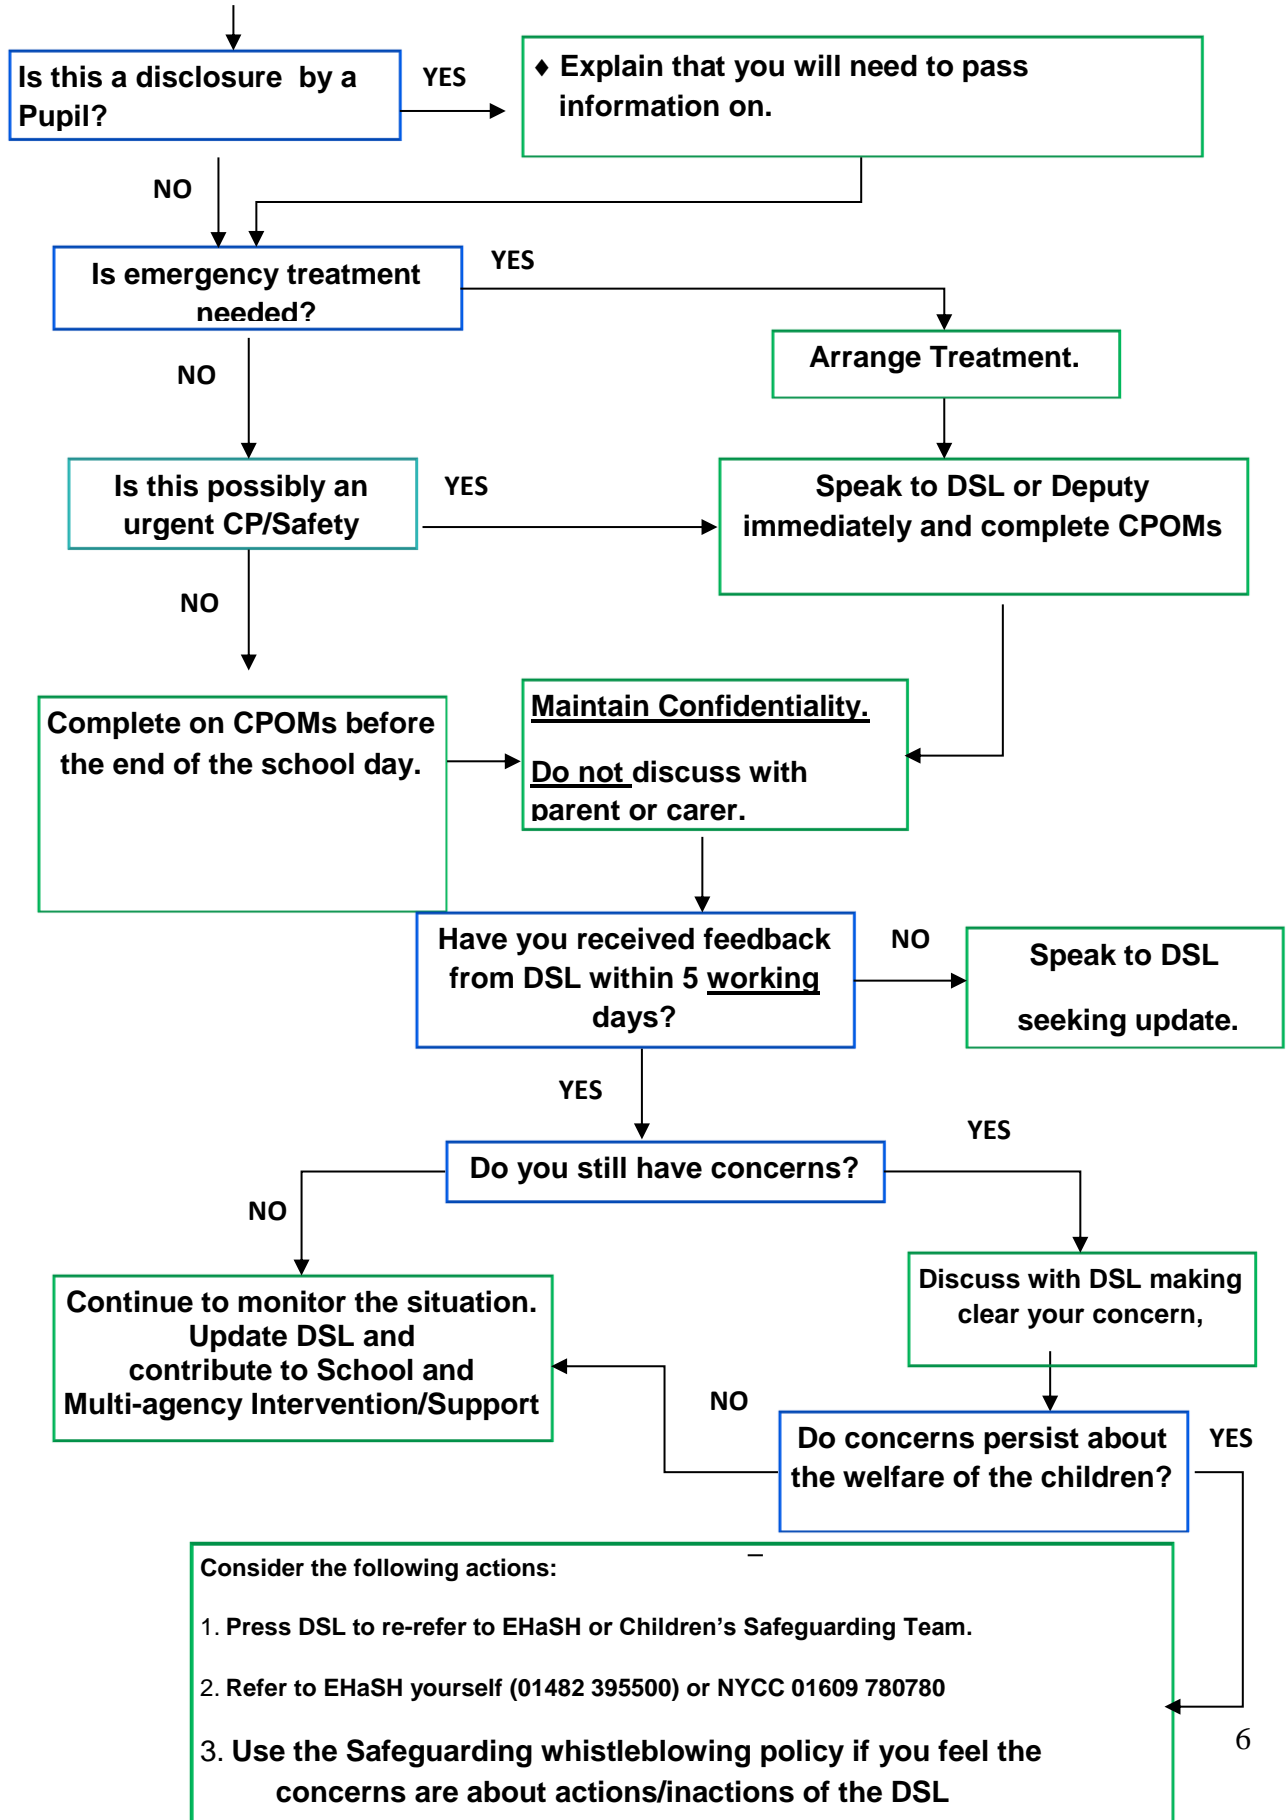 Is this a disclosure  by a
Pupil?
YES
♦ Explain that you will need to pass
information on.
NO
Is emergency treatment
needed?
YES
NO
Arrange Treatment.
Is this possibly an
urgent CP/Safety
YES
Speak to DSL or Deputy
immediately and complete CPOMs
NO
Complete on CPOMs before
the end of the school day.
Maintain Confidentiality.
Do not discuss with
parent or carer.
Have you received feedback
from DSL within 5 working
days?
NO
Speak to DSL
seeking update.
YES
Do you still have concerns?
YES
NO
Continue to monitor the situation.
Update DSL and
contribute to School and
Multi-agency Intervention/Support
Discuss with DSL making
clear your concern,
NO
Do concerns persist about
the welfare of the children?
YES
–
Consider the following actions:
1. Press DSL to re-refer to EHaSH or Children’s Safeguarding Team.
2. Refer to EHaSH yourself (01482 395500) or NYCC 01609 780780
3. Use the Safeguarding whistleblowing policy if you feel the
concerns are about actions/inactions of the DSL
6